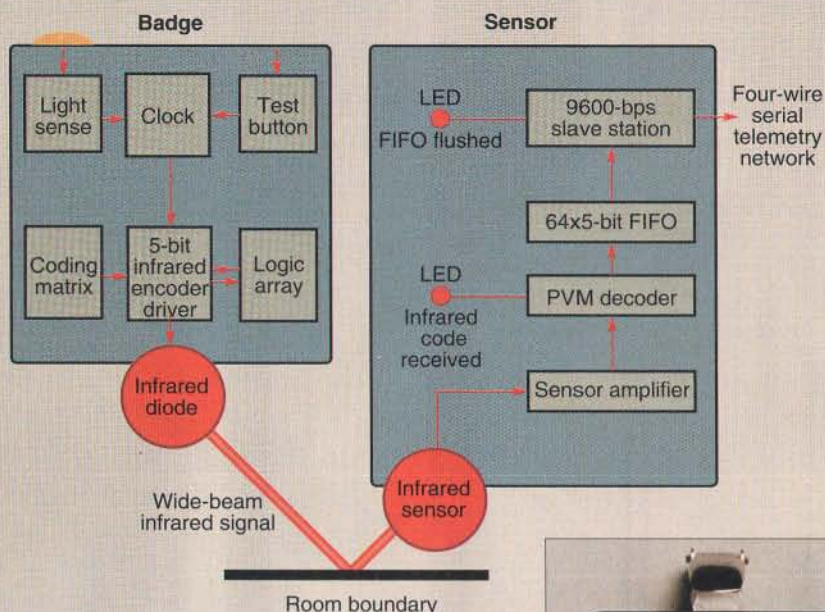 Badge
Light
sense
Clock
Test
button
Coding
matrix
5-bit
infrared
encoder
driver
Logic
array
Infrared
diode
Wide-beam
infrared signal
Room boundary
Sensor
LED
FIFO flushed
9600-bps
slave station
Four-wire
serial
telemetry
network
64x5-bit FIFO
LED
Infrared
code
received
PVM decoder
Sensor amplifier
Infrared
sensor